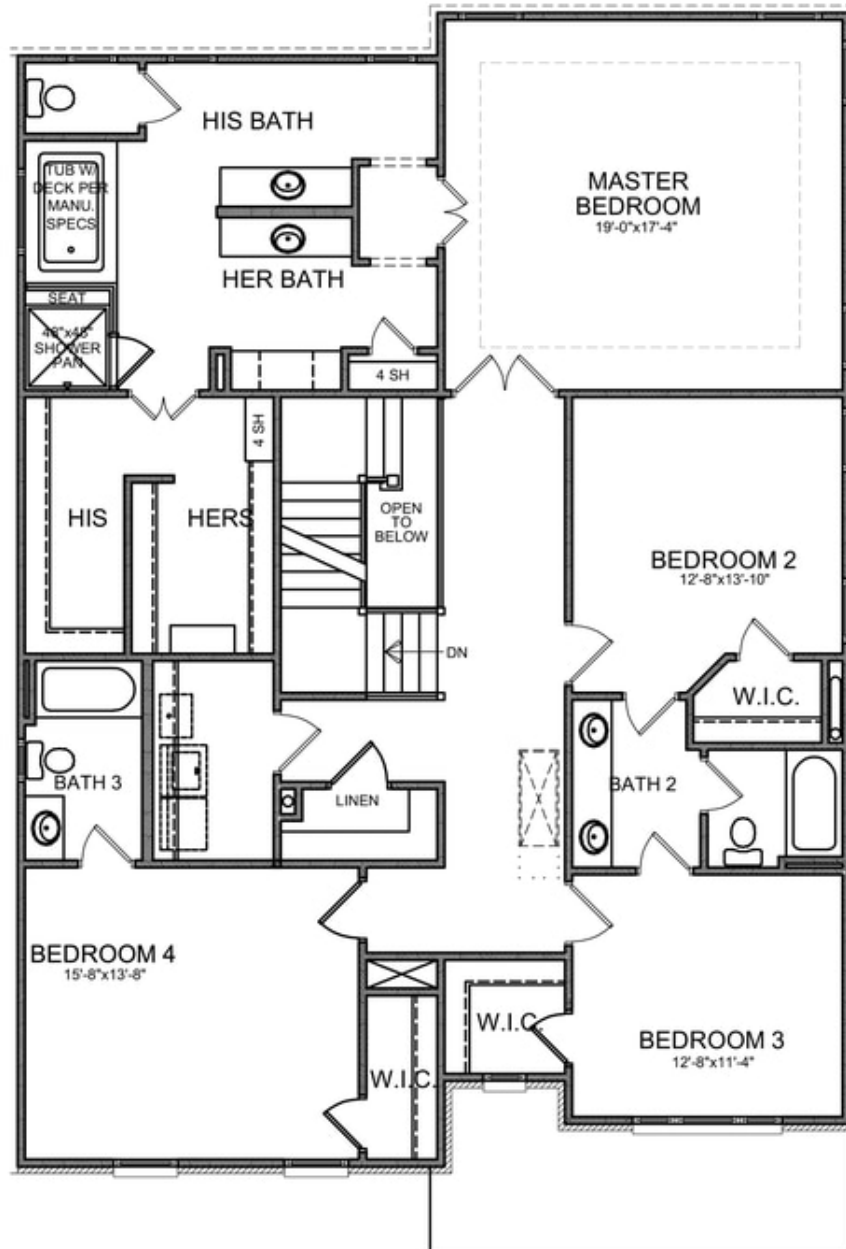 HIS BATH
TUB W/
DECK PER
MANU.
SPECS
MASTER
BEDROOM
19'-0"x17'-4"
HER BATH
SEAT
48"x48"
SHOWER
PAN
4 SH
4 SH
HIS
HERS
OPEN
TO
BELOW
BEDROOM 2
12'-8"x13'-10"
DN
W.I.C.
BATH 3
LINEN
BATH 2
BEDROOM 4
15'-8"x13'-8"
W.I.C.
BEDROOM 3
12'-8"x11'-4"
W.I.C.